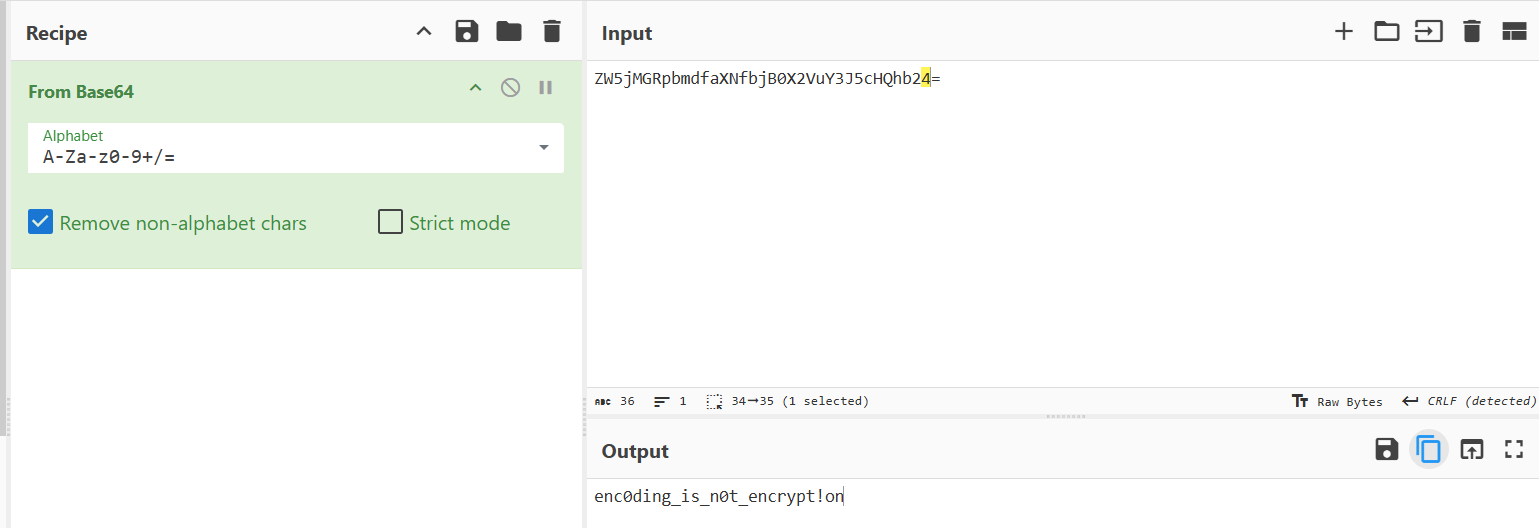 Recipe
From Base64
Alphabet
A-Za-z0-9+/=
Remove non-alphabet chars
Strict mode
Input
ZW5jMGRpbmdfaXNfbjB0X2VuY3J5cHQhb24=
ABC 36
1
34→35 (1 selected)
Tт Raw Bytes
CRLF (detected)
Output
enc0ding_is_n0t_encrypt!on